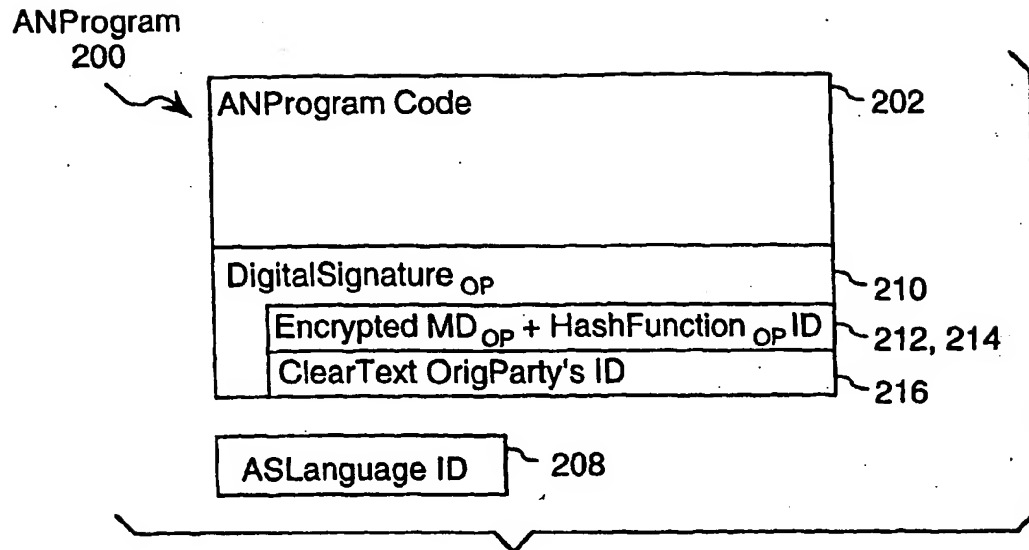 ANProgram
200
ANProgram Code
202
DigitalSignature OP
210
Encrypted MD OP + HashFunction OP ID
212, 214
ClearText OrigParty's ID
216
ASLanguage ID
208